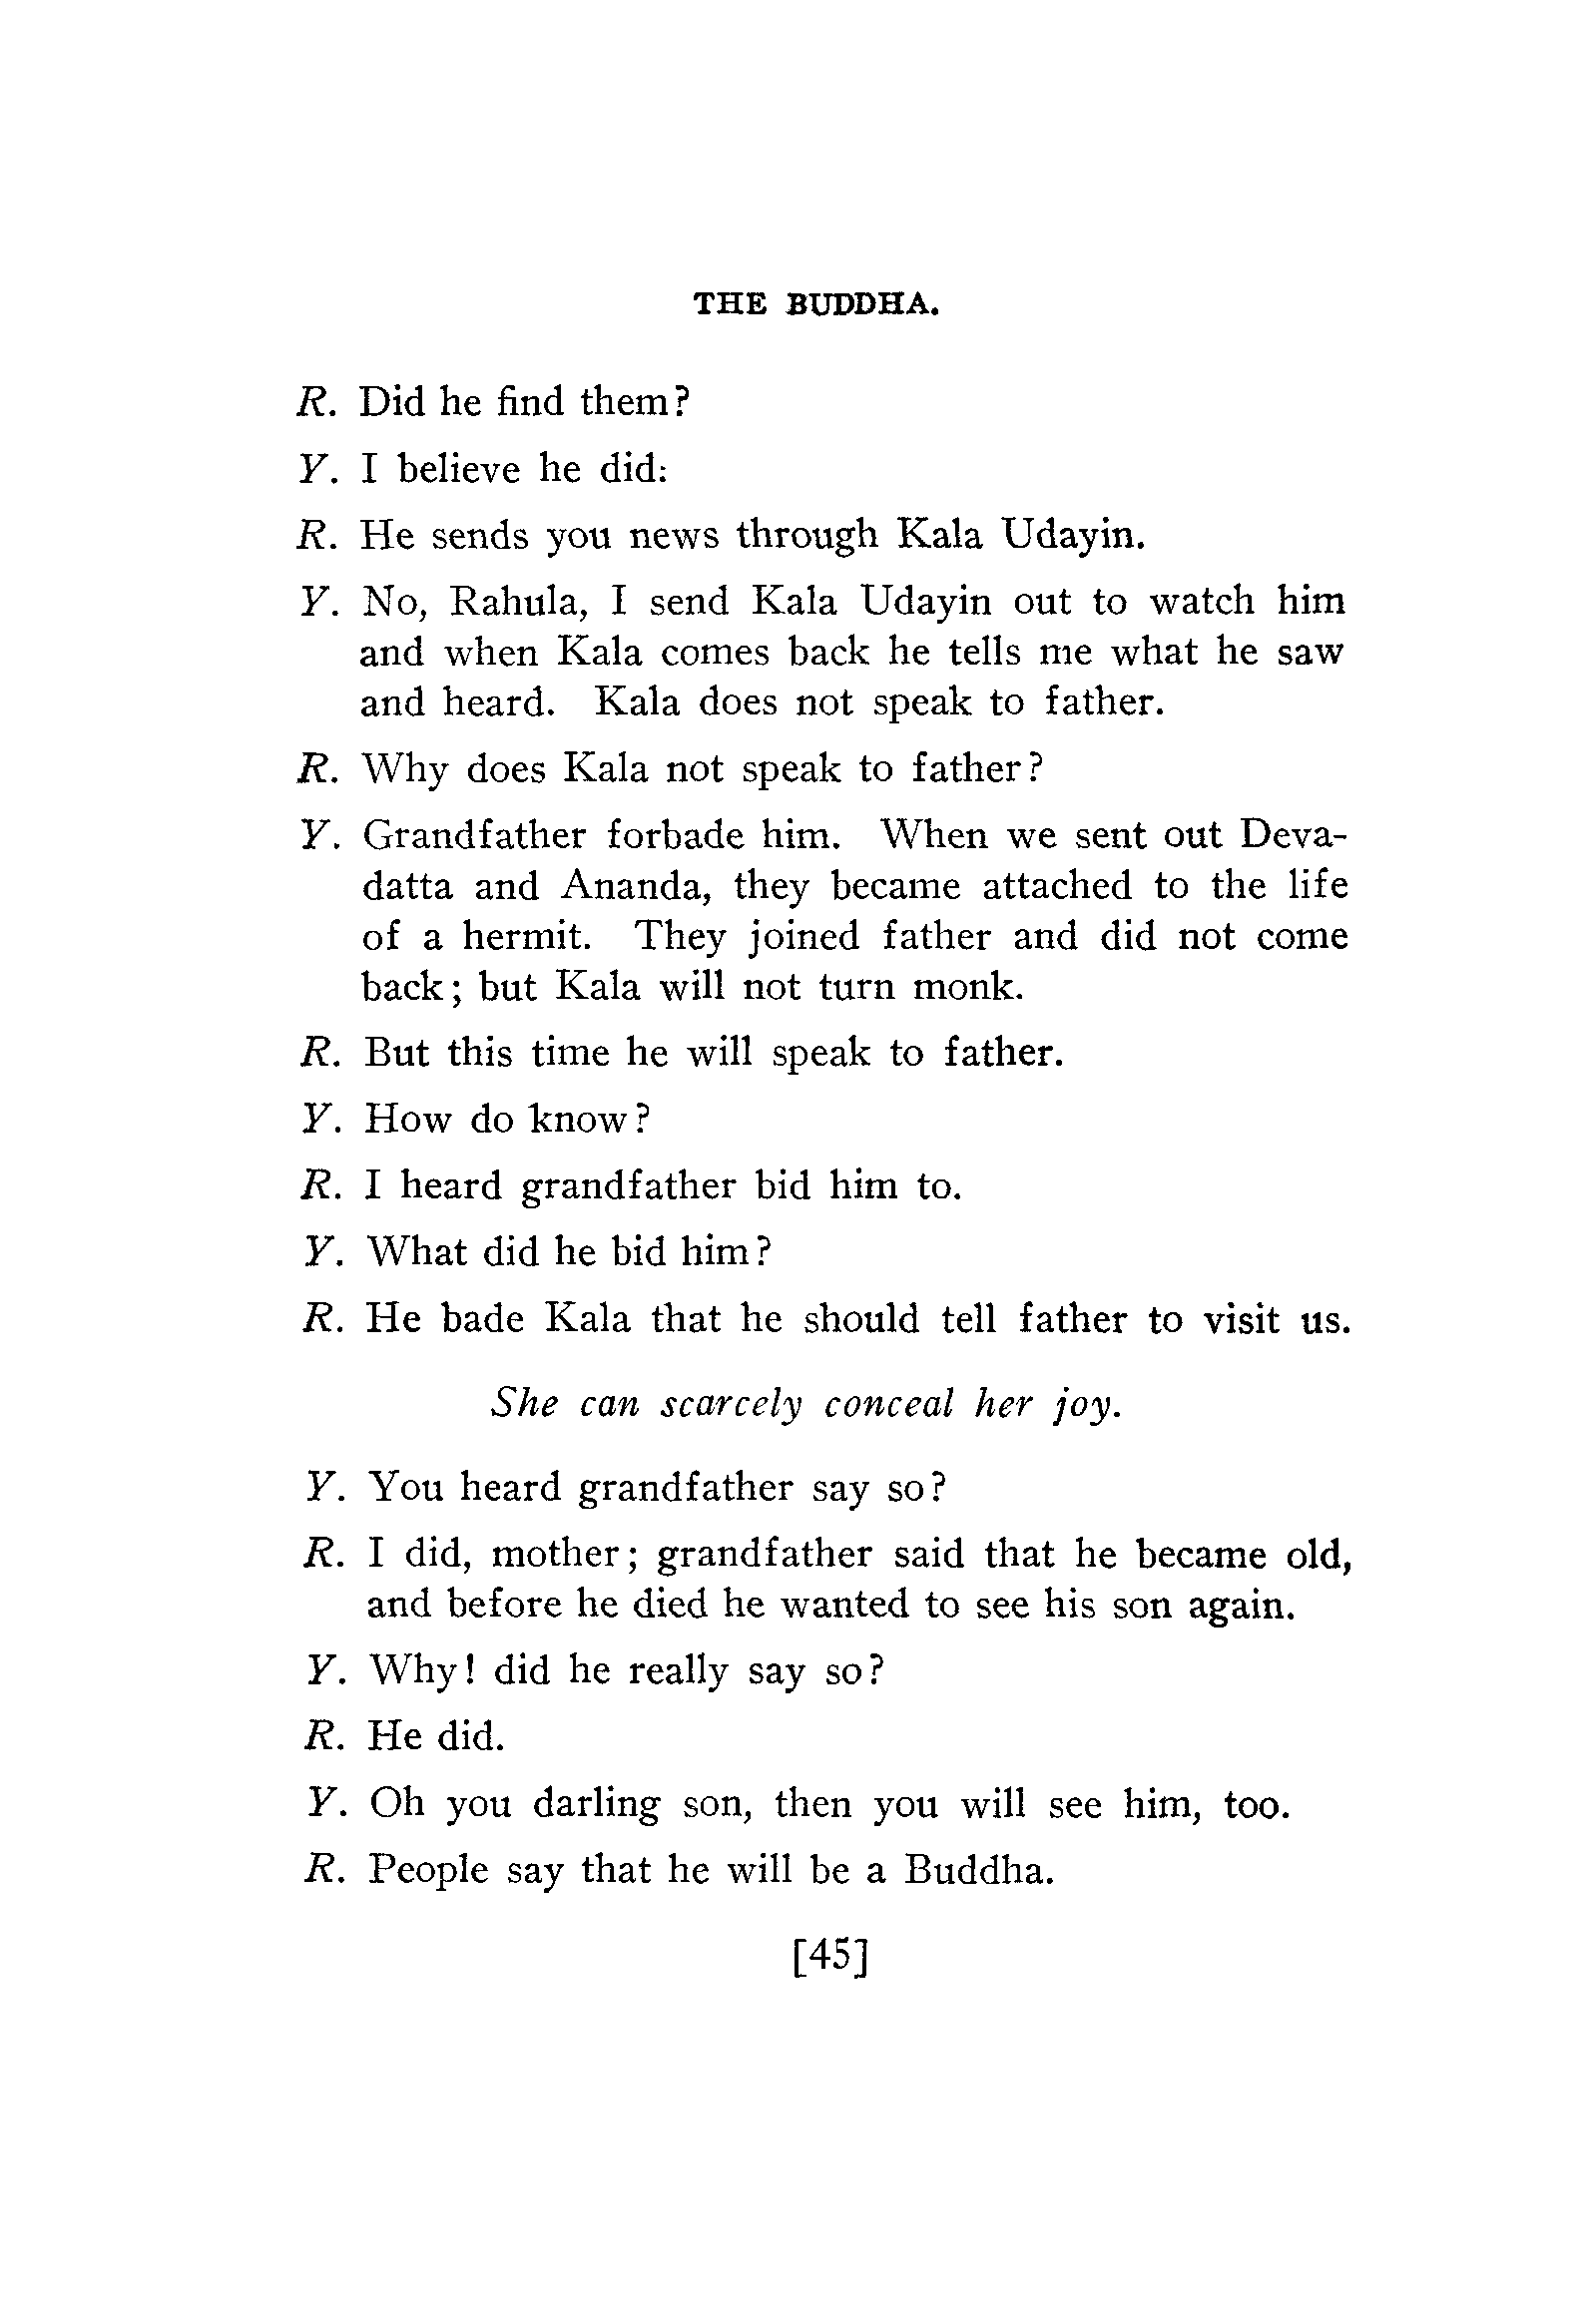 THE BUDDHA.
R. Did he find them?
Y. I believe he did:
R. He sends you news through Kala Udayin.
Y. No, Rahula, I send Kala Udayin out to watch him
and when Kala comes back he tells me what he saw
and heard. Kala does not speak to father.
R. Why does Kala not speak to father?
Y. Grandfather forbade him. When we sent out Deva-
datta and Ananda, they became attached to the life
of a hermit. They joined father and did not come
back; but Kala will not turn monk.
R. But this time he will speak to father.
Y. How do know?
R. I heard grandfather bid him to.
Y. What did he bid him?
R. He bade Kala that he should tell father to visit us.
She can scarcely conceal her joy.
Y. You heard grandfather say so?
R. I did, mother; grandfather said that he became old,
and before he died he wanted to see his son again.
Y. Why! did he really say so?
R. He did.
Y. Oh you darling son, then you will see him, too.
R. People say that he will be a Buddha.
[45]